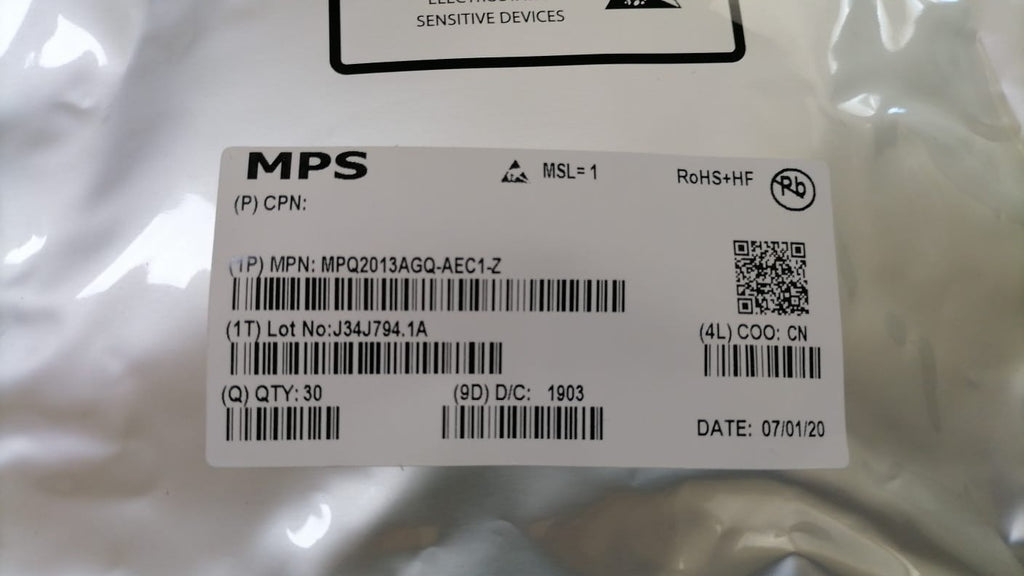 SENSITIVE DEVICES
MPS
MSL= 1
RoHS+HF
Pb
(P) CPN:
(1P) MPN: MPQ2013AGQ-AEC1-Z
(1T) Lot No:J34J794.1A
(4L) COO: CN
(Q) QTY: 30
(9D) D/C: 1903
DATE: 07/01/20